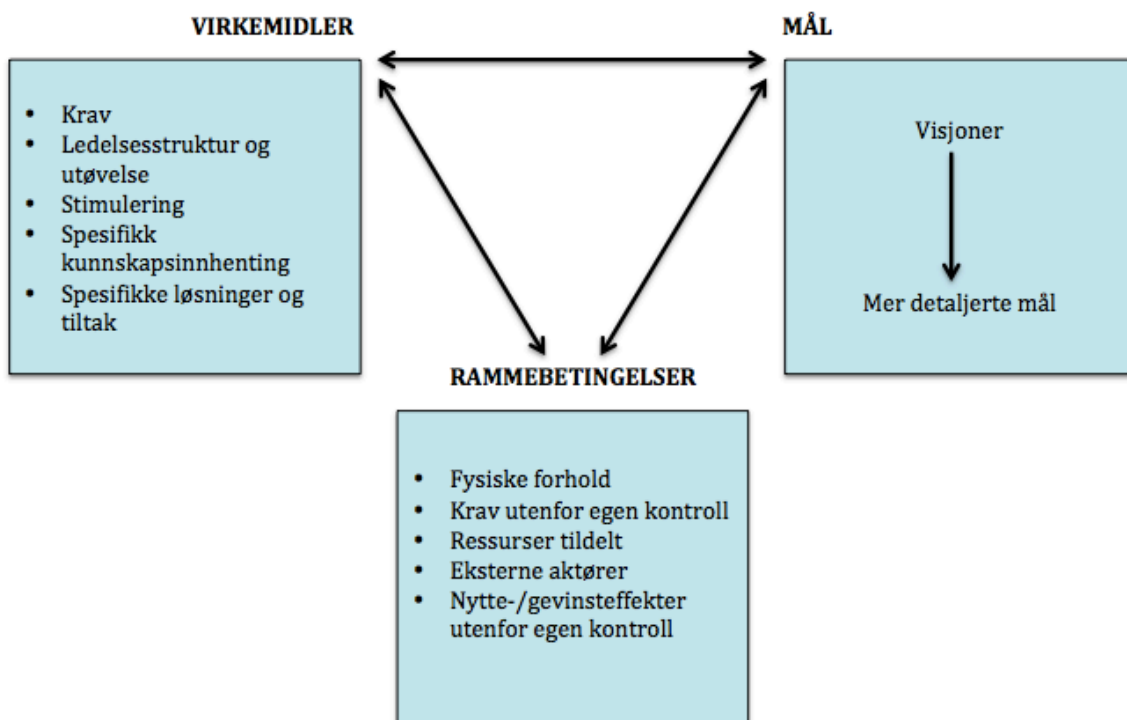 VIRKEMIDLER
• Krav
• Ledelsesstruktur og
utøvelse
• Stimulering
• Spesifikk
kunnskapsinnhenting
• Spesifikke løsninger og
tiltak
MÅL
Visjoner
Mer detaljerte mål
RAMMEBETINGELSER
• Fysiske forhold
• Krav utenfor egen kontroll
• Ressurser tildelt
• Eksterne aktører
• Nytte-/gevinsteffekter
utenfor egen kontroll